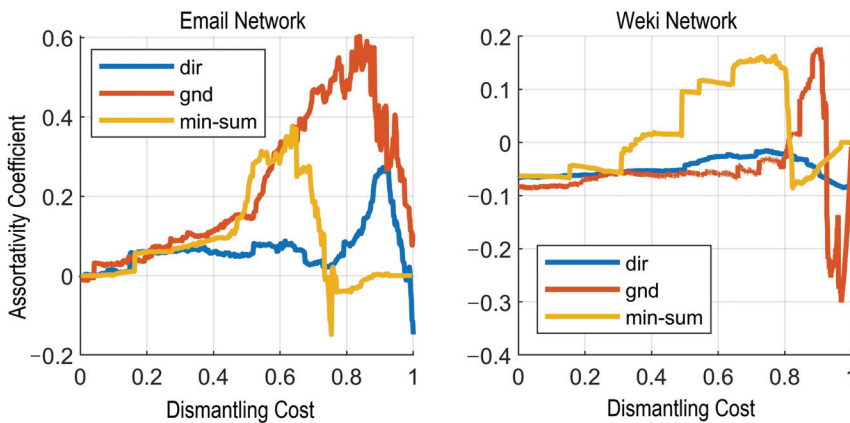 Email Network
Assortativity Coefficient
0.6
0.4
0.2
0
−0.2
dir
gnd
min-sum
0 0.2 0.4 0.6 0.8 1
Dismantling Cost
Weki Network
0.2
0.1
0
−0.1
−0.2
−0.3
−0.4
dir
gnd
min-sum
0 0.2 0.4 0.6 0.8 1
Dismantling Cost